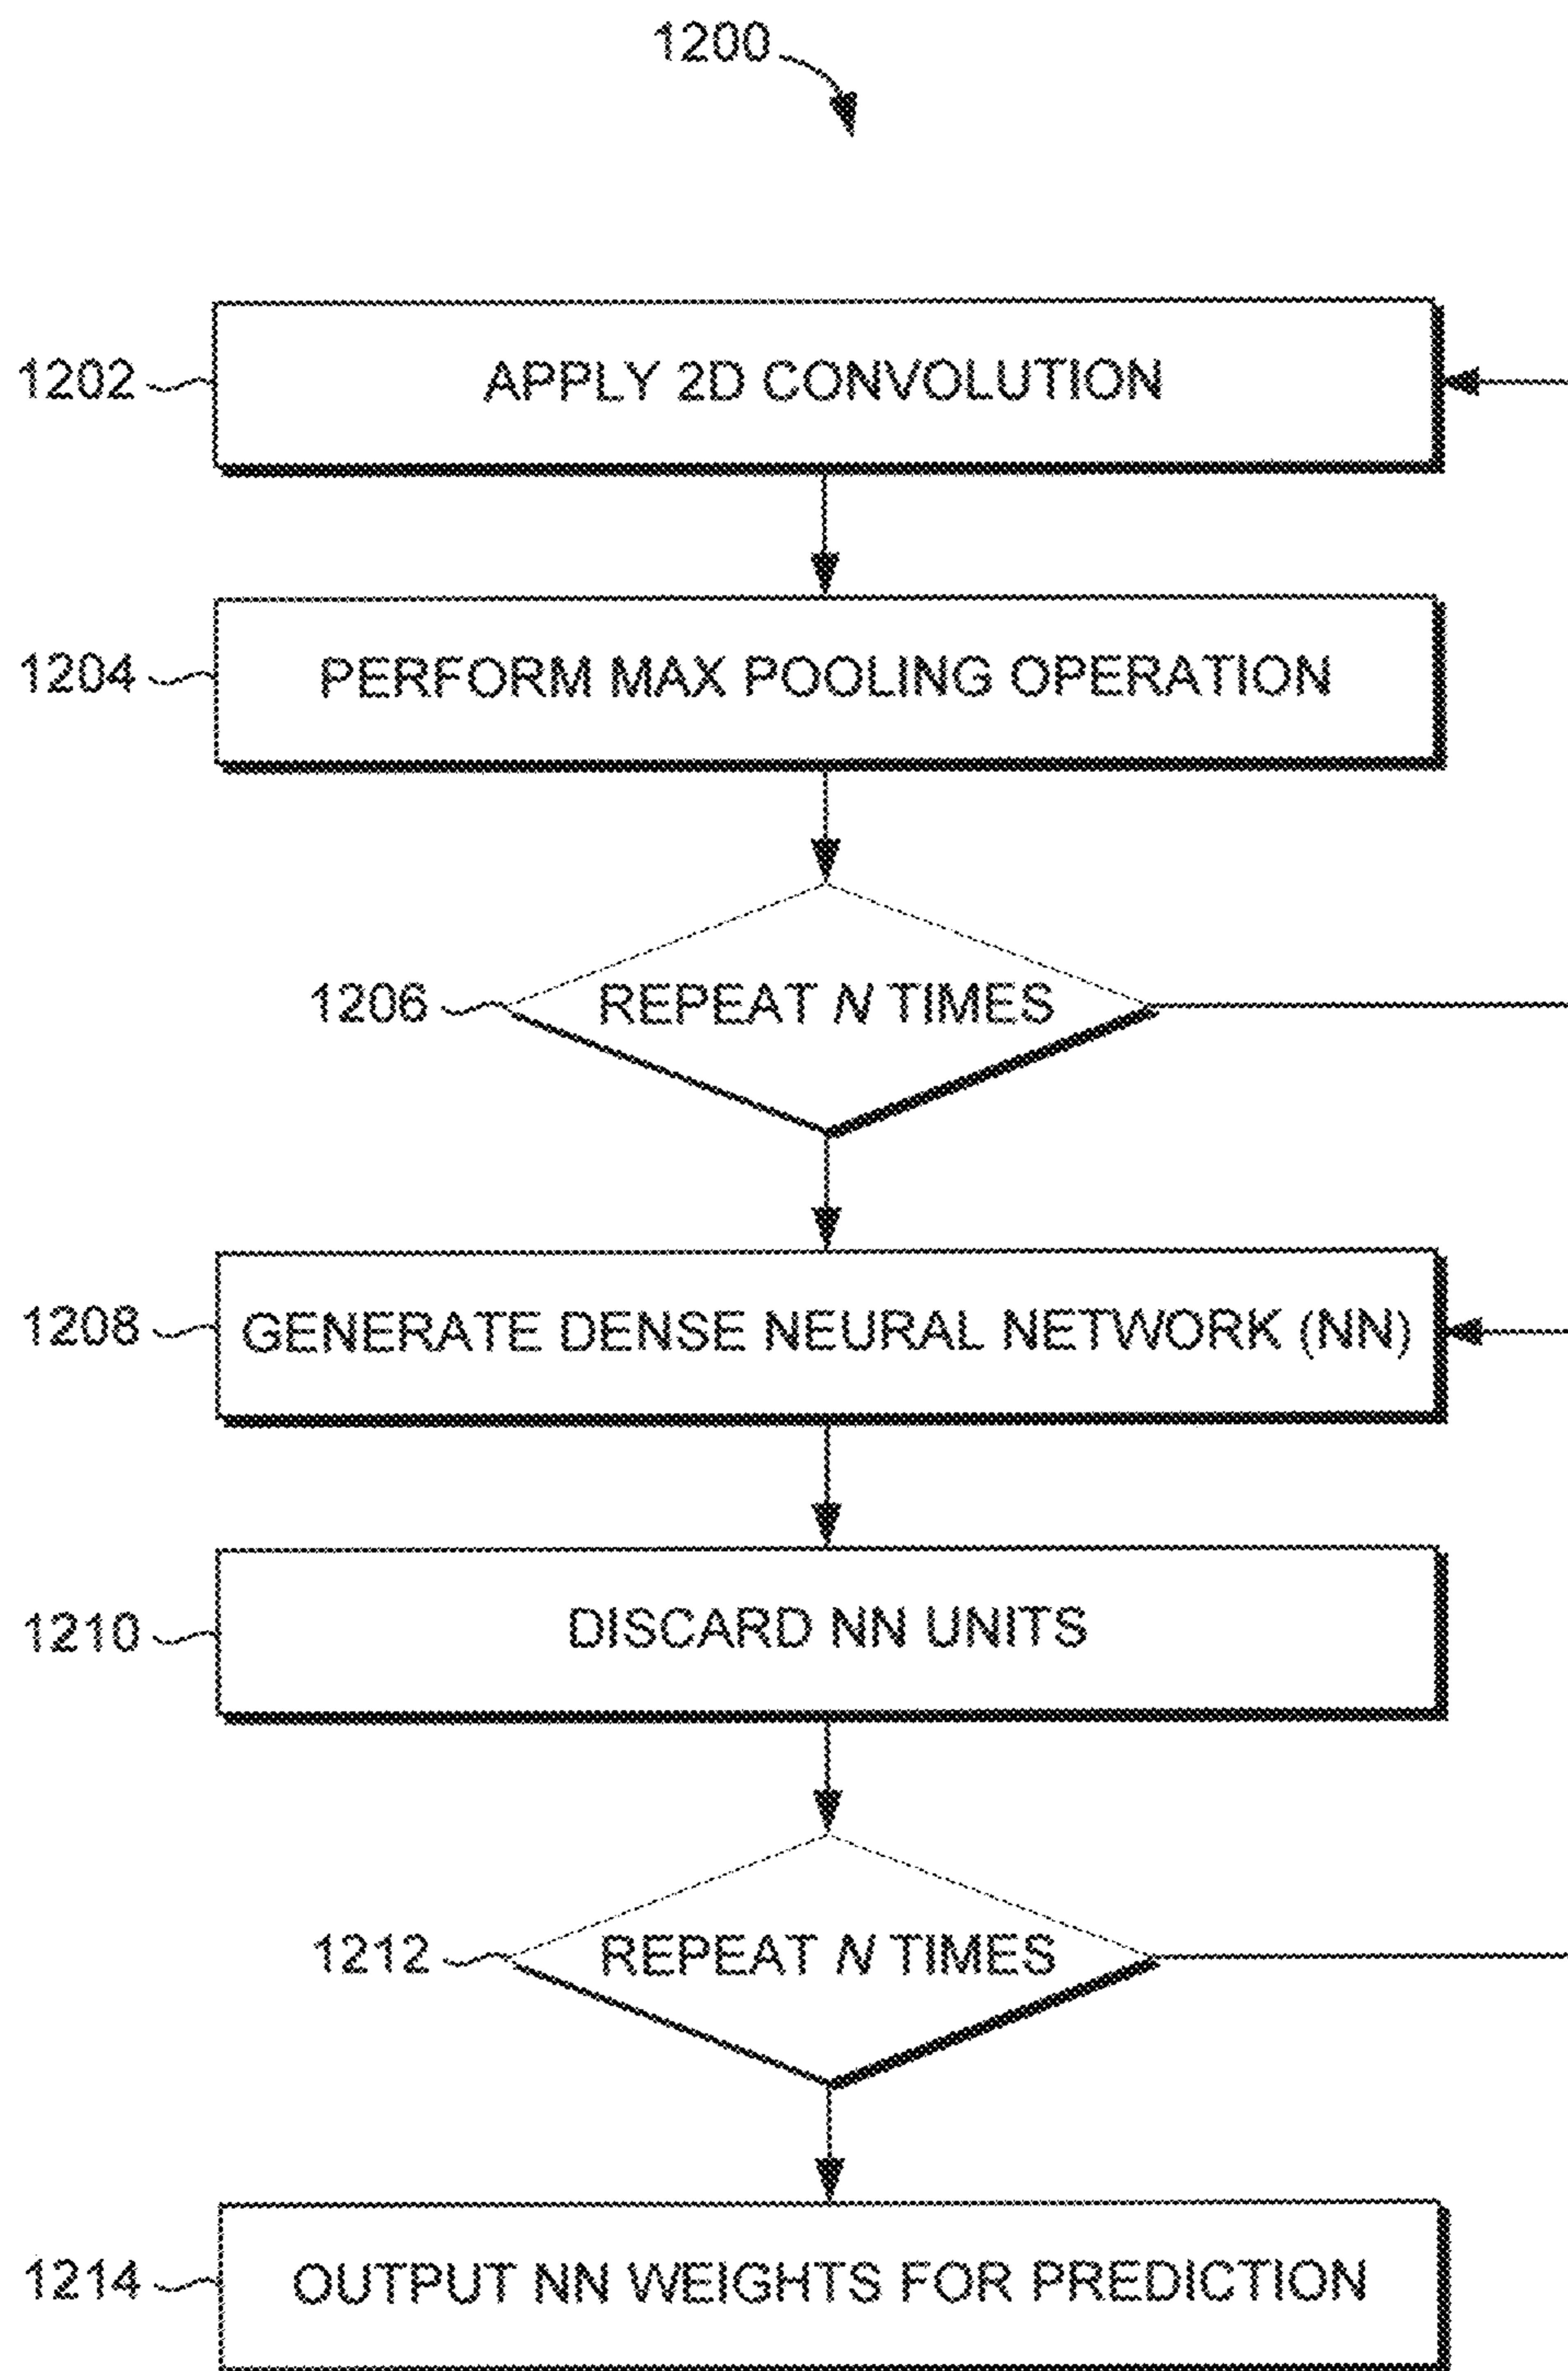 1200
1202
APPLY 2D CONVOLUTION
1204
PERFORM MAX POOLING OPERATION
1206
REPEAT N TIMES
1208
GENERATE DENSE NEURAL NETWORK (NN)
1210
DISCARD NN UNITS
1212
REPEAT N TIMES
1214
OUTPUT NN WEIGHTS FOR PREDICTION